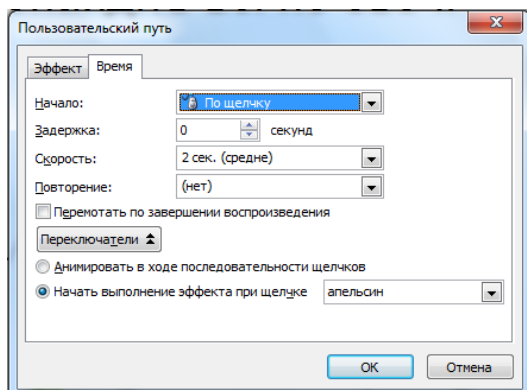 Пользовательский путь
Эффект Время
Начало: По щелчку
Задержка: 0 секунд
Скорость: 2 сек. (средне)
Повторение: (нет)
Перемотать по завершении воспроизведения
Переключатели
Анимировать в ходе последовательности щелчков
Начать выполнение эффекта при щелчке апельсин
ОК Отмена